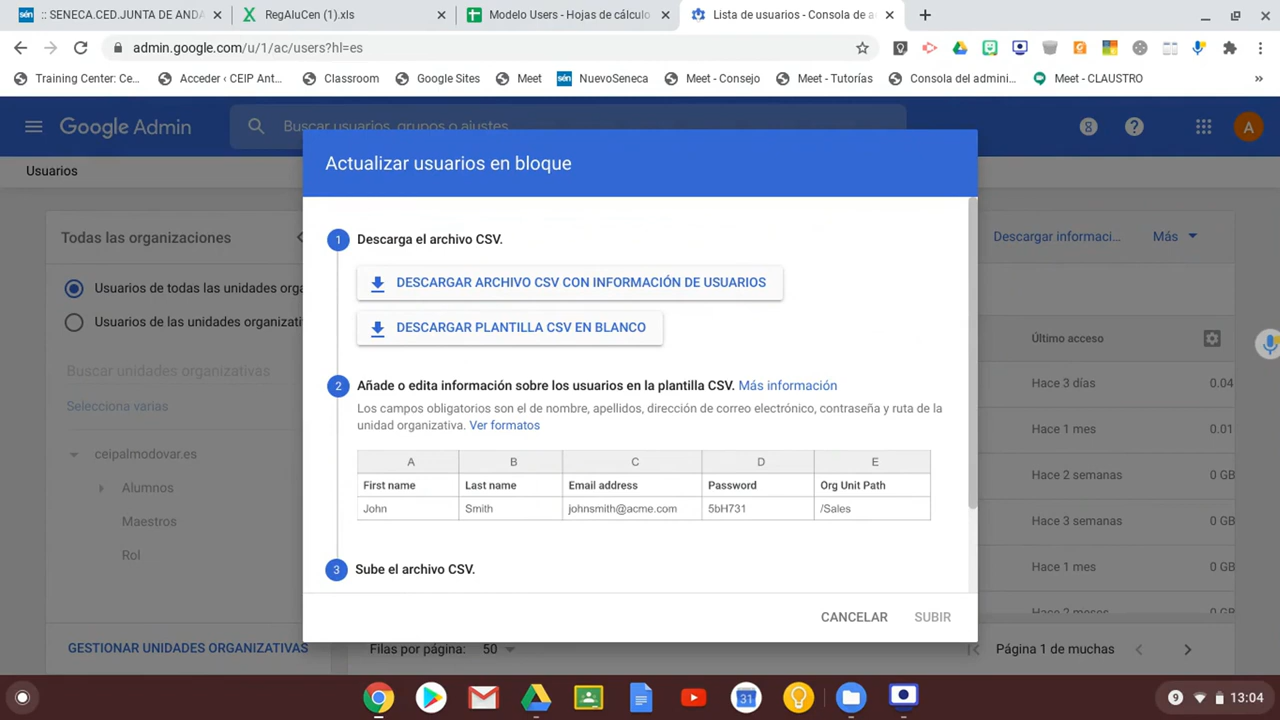 :: SENECA.CED.JUNTA DE ANDA
RegAluCen (1).xls
Modelo Users - Hojas de cálculo
Lista de usuarios - Consola de a
admin.google.com/u/1/ac/users?hl=es
Training Center: Ce...
Acceder ‹ CEIP Ant...
Classroom
Google Sites
Meet
NuevoSeneca
Meet - Consejo
Meet - Tutorías
Consola del admini...
Meet - CLAUSTRO
Google Admin
Buscar usuarios, grupos o ajustes
A
Usuarios
Actualizar usuarios en bloque
Todas las organizaciones
Usuarios de todas las unidades orga
Usuarios de las unidades organizati
Buscar unidades organizativas
Selecciona varias
ceipalmodovar.es
Alumnos
Maestros
Rol
GESTIONAR UNIDADES ORGANIZATIVAS
1 Descarga el archivo CSV.
DESCARGAR ARCHIVO CSV CON INFORMACIÓN DE USUARIOS
DESCARGAR PLANTILLA CSV EN BLANCO
2 Añade o edita información sobre los usuarios en la plantilla CSV. Más información
Los campos obligatorios son el de nombre, apellidos, dirección de correo electrónico, contraseña y ruta de la
unidad organizativa. Ver formatos
A B C D E
First name Last name Email address Password Org Unit Path
John Smith johnsmith@acme.com 5bH731 /Sales
3 Sube el archivo CSV.
CANCELAR SUBIR
Descargar informaci... Más
Último acceso
Hace 3 días 0.04
Hace 1 mes 0.01
Hace 2 semanas 0 GB
Hace 3 semanas 0 GB
Hace 1 mes 0 GB
Hace 2 meses 0 GB
Filas por página: 50
Página 1 de muchas
31
9 13:04